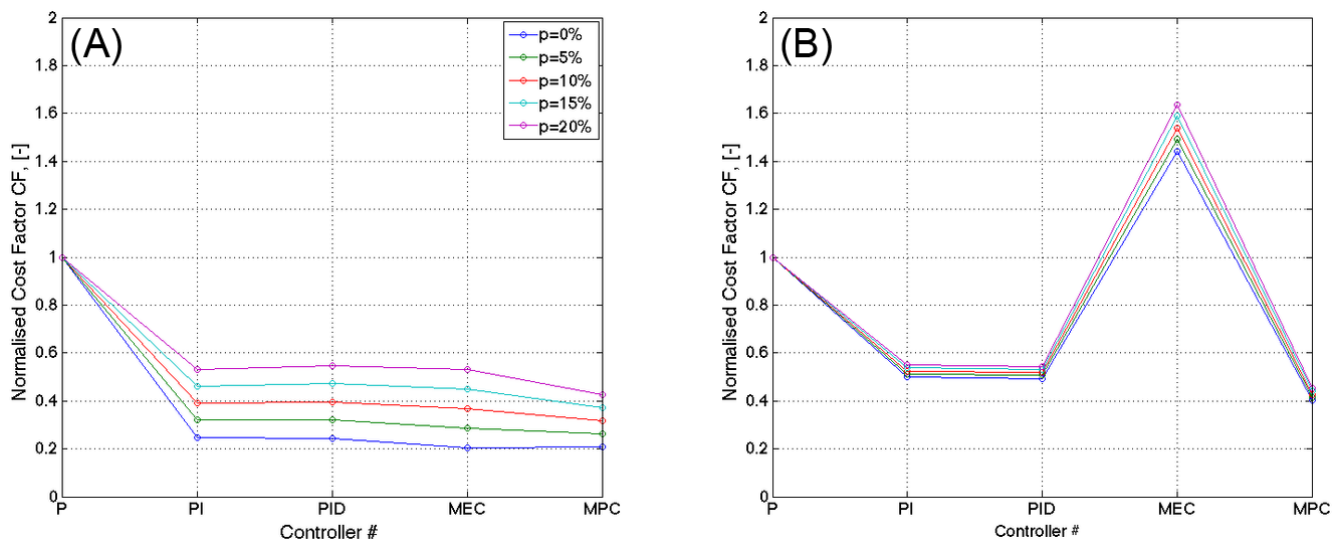 (A)
2
1.8
1.6
1.4
1.2
1
0.8
0.6
0.4
0.2
0
Normalised Cost Factor CF, [-]
p=0%
p=5%
p=10%
p=15%
p=20%
P PI PID MEC MPC
Controller #
(B)
2
1.8
1.6
1.4
1.2
1
0.8
0.6
0.4
0.2
0
Normalised Cost Factor CF, [-]
P PI PID MEC MPC
Controller #